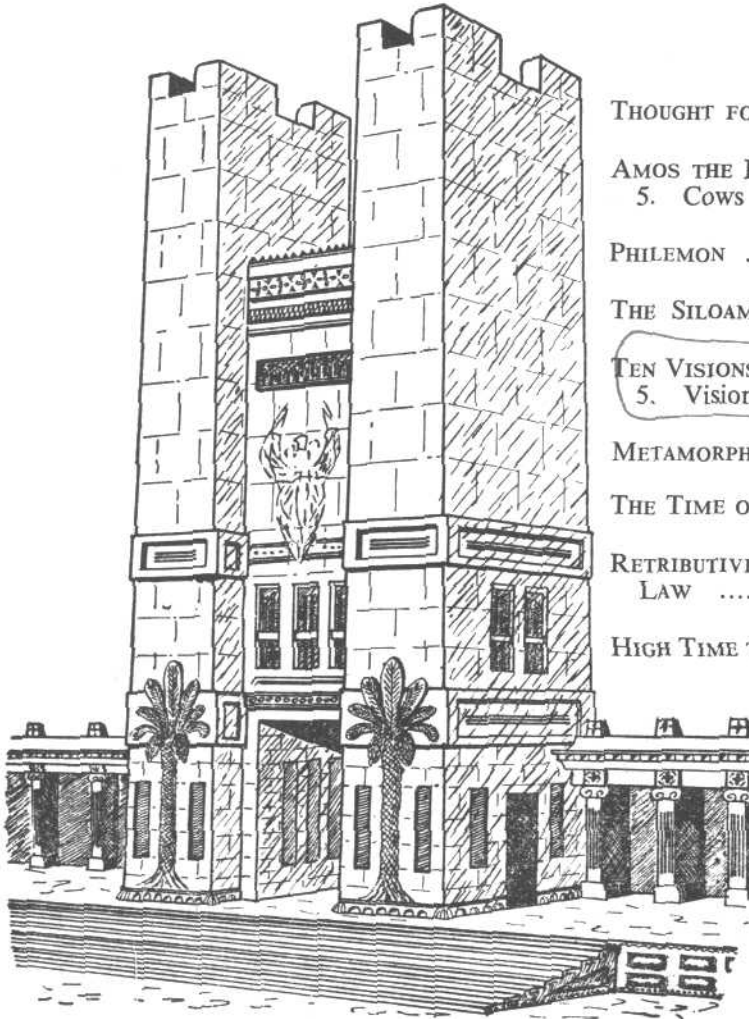 THOUGHT FO
AMOS THE
5. COWS
PHILEMON .
THE SILOAM
TEN VISIONS
5. Vision
METAMORPH
THE TIME O
RETRIBUTIVE
LAW ....
HIGH TIME